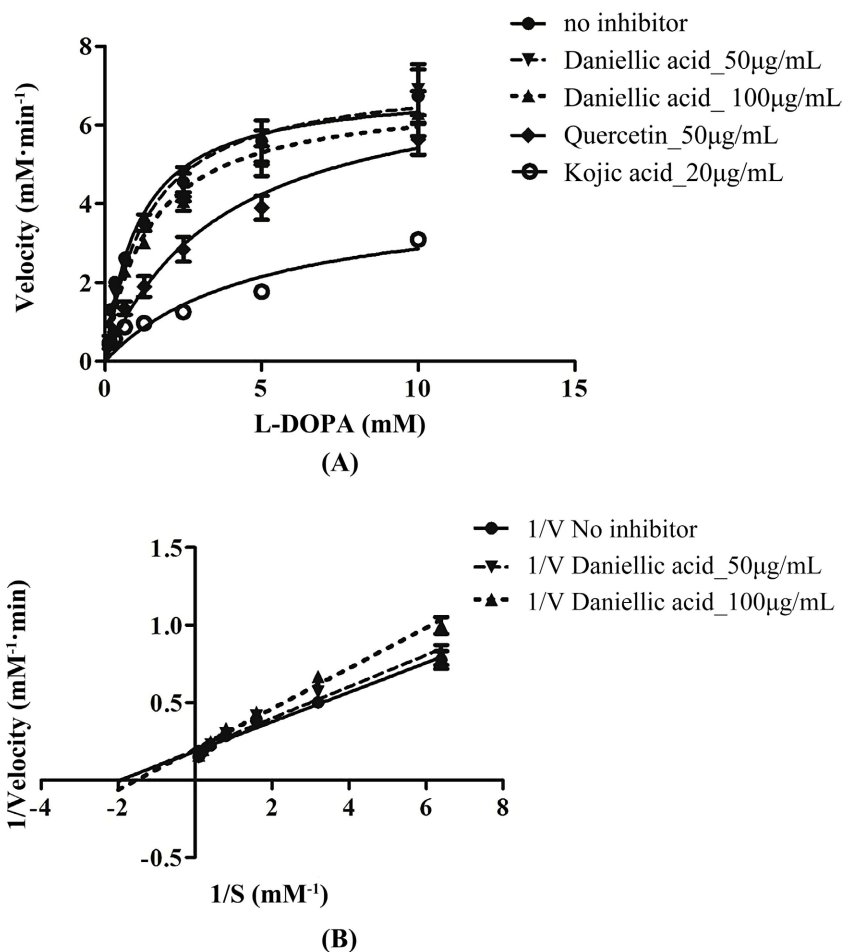 no inhibitor
Daniellic acid_50μg/mL
Daniellic acid_ 100μg/mL
Quercetin_50μg/mL
Kojic acid_20μg/mL
Velocity (mM·min-1)
8
6
4
2
0
0 5 10 15
L-DOPA (mM)
(A)
1/V No inhibitor
1/V Daniellic acid_50μg/mL
1/V Daniellic acid_100μg/mL
1/Velocity (mM-1·min)
1.5
1.0
0.5
-4 -2 2 4 6 8
-0.5
1/S (mM-1)
(B)